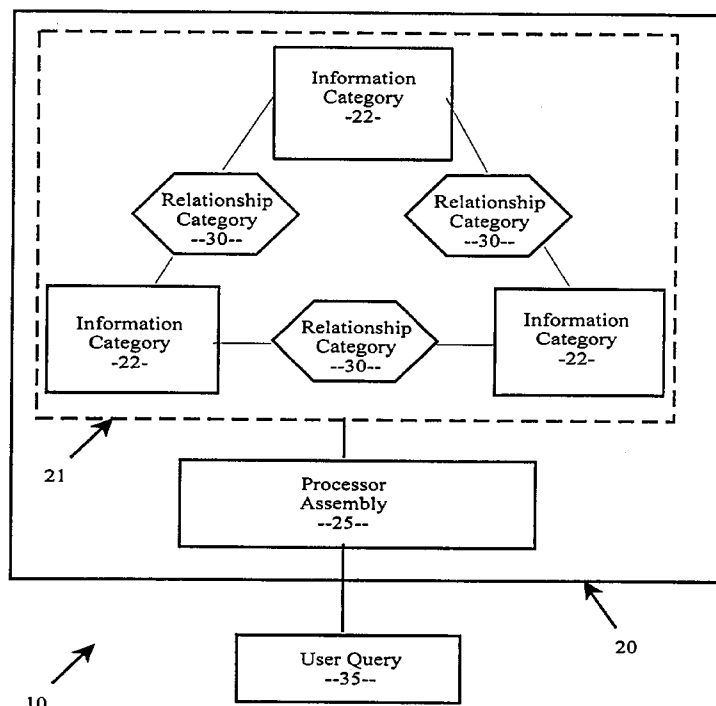 Information
Category
-22-
Relationship
Category
--30--
Relationship
Category
--30--
Information
Category
-22-
Relationship
Category
--30--
Information
Category
-22-
21
Processor
Assembly
--25--
20
User Query
--35--
10